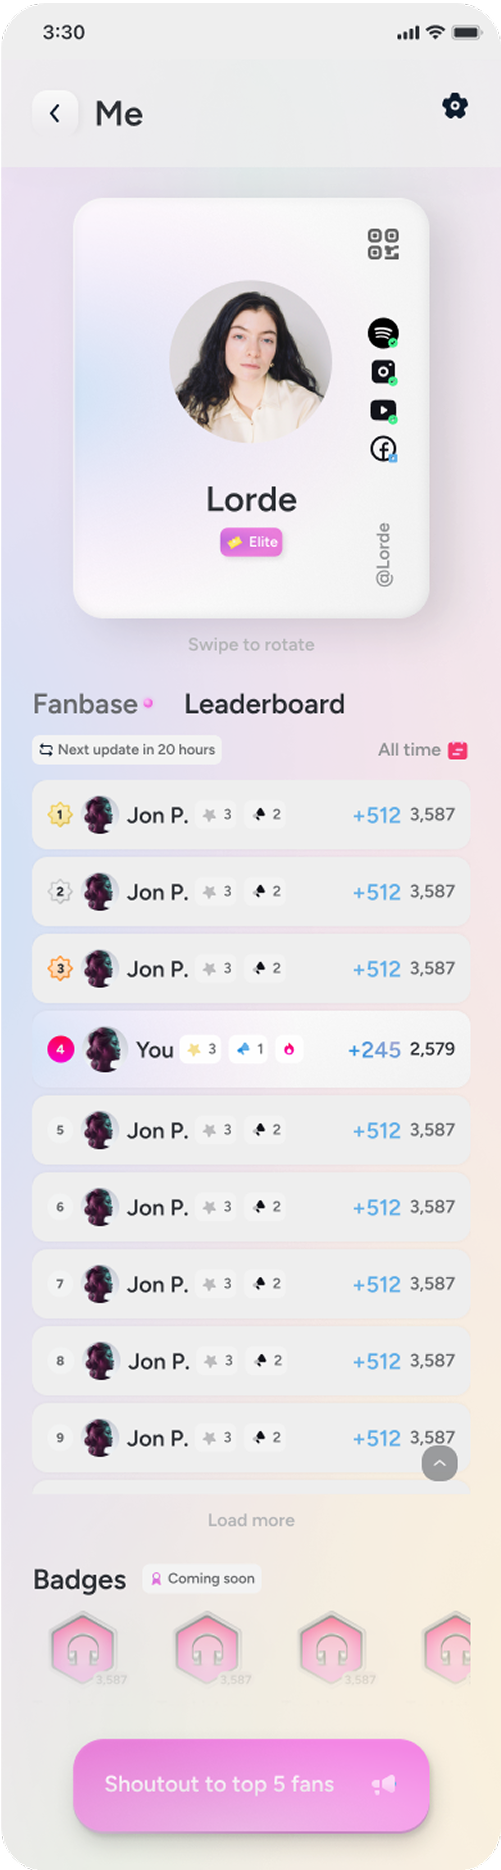 3:30
Me
Lorde
Elite
@Lorde
Swipe to rotate
Fanbase Leaderboard
Next update in 20 hours All time
1 Jon P. 3 2 +512 3,587
2 Jon P. 3 2 +512 3,587
3 Jon P. 3 2 +512 3,587
4 You 3 1 +245 2,579
5 Jon P. 3 2 +512 3,587
6 Jon P. 3 2 +512 3,587
7 Jon P. 3 2 +512 3,587
8 Jon P. 3 2 +512 3,587
9 Jon P. 3 2 +512 3,587
Load more
Badges Coming soon
3,587 3,587 3,587
Shoutout to top 5 fans